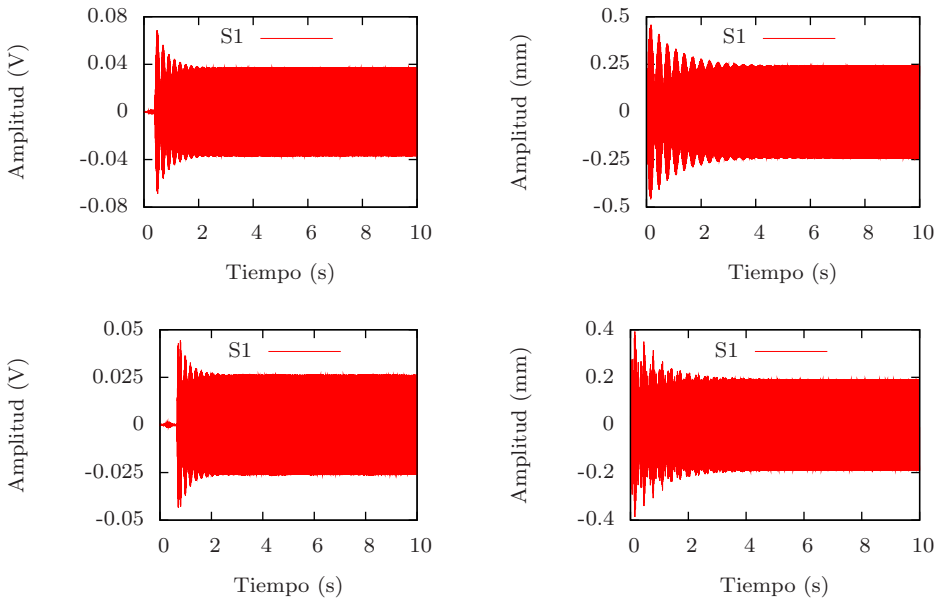 Amplitud (V)
0.08
0.04
0
-0.04
-0.08
S1
0 2 4 6 8 10
Tiempo (s)
Amplitud (mm)
0.5
0.25
0
-0.25
-0.5
S1
0 2 4 6 8 10
Tiempo (s)
Amplitud (V)
0.05
0.025
0
-0.025
-0.05
S1
0 2 4 6 8 10
Tiempo (s)
Amplitud (mm)
0.4
0.2
0
-0.2
-0.4
S1
0 2 4 6 8 10
Tiempo (s)